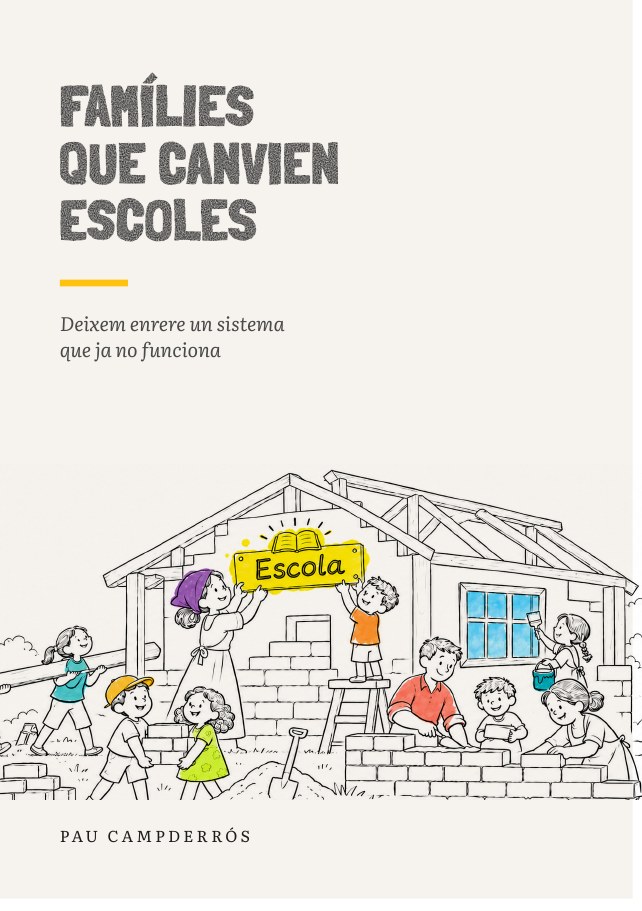 FAMÍLIES
QUE CANVIEN
ESCOLES
Deixem enrere un sistema
que ja no funciona
Escola
PAU CAMPDERRÓS